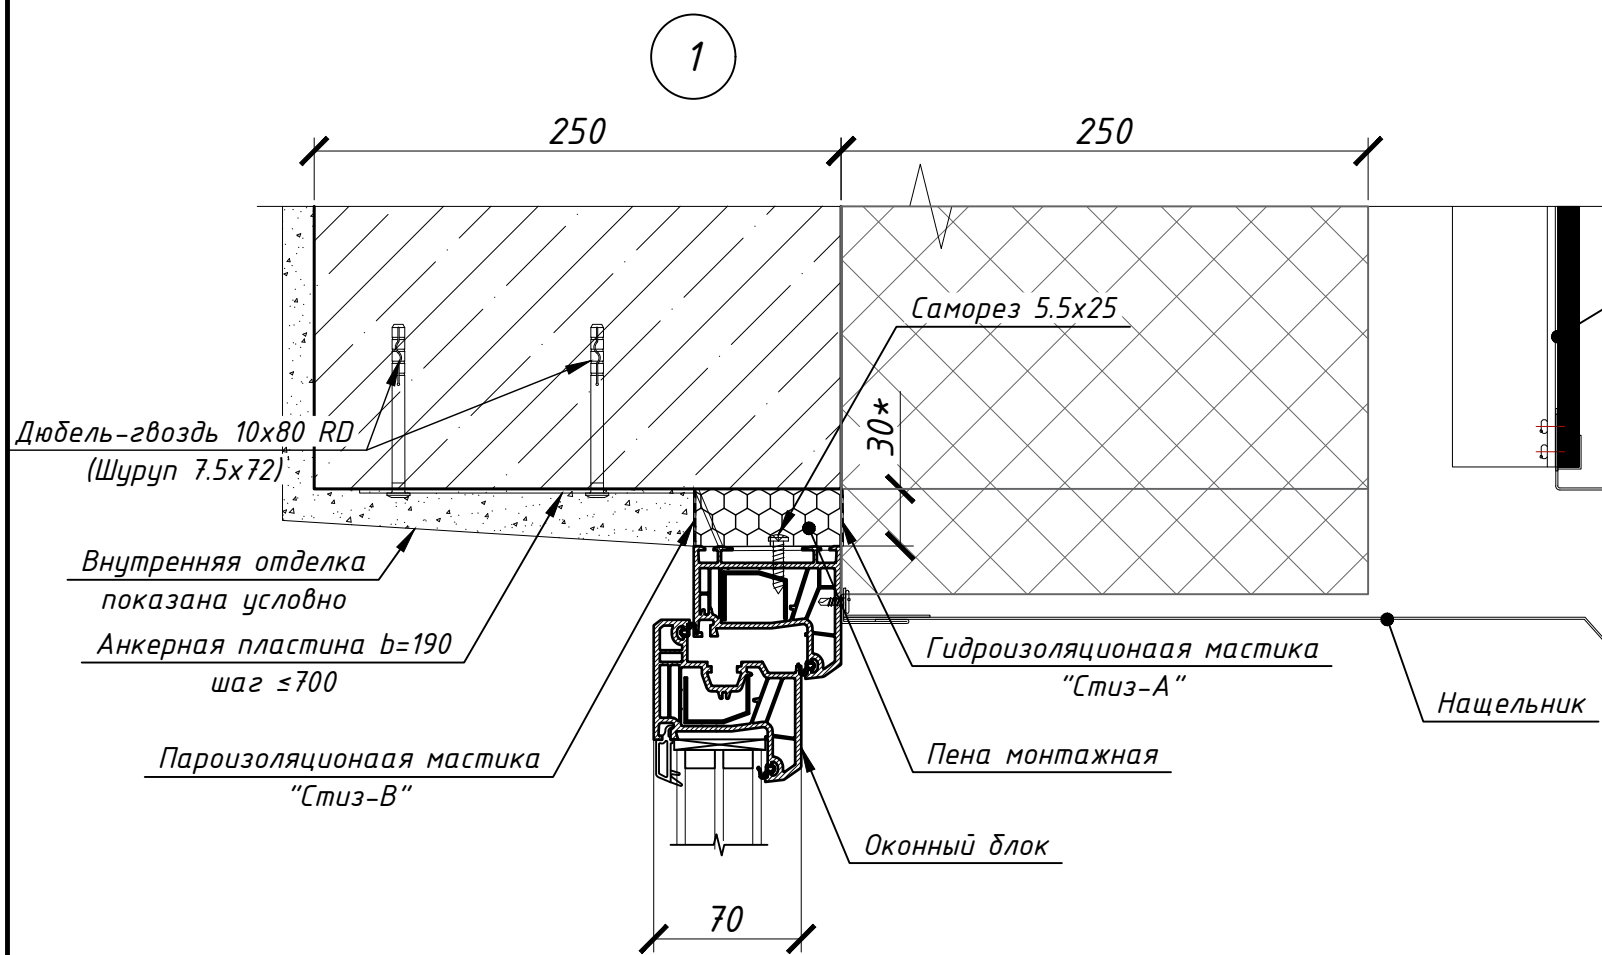 1
250
250
Саморез 5.5х25
30*
Дюбель-гвоздь 10х80 RD
(Шуруп 7.5х72)
Внутренняя отделка
показана условно
Анкерная пластина b=190
шаг ≤700
Пароизоляционаая мастика
"Стиз-В"
Гидроизоляционаая мастика
"Стиз-А"
Нащельник
Пена монтажная
Оконный блок
70